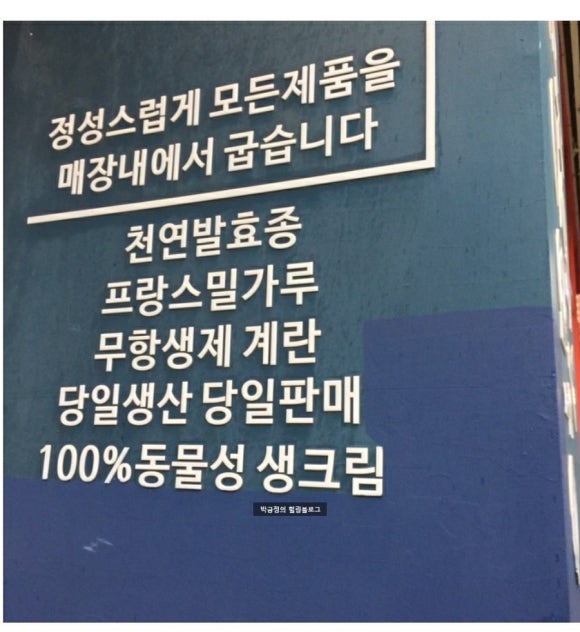 정성스럽게 모든제품을
매장내에서 굽습니다
천연발효종
프랑스밀가루
무항생제 계란
당일생산 당일판매
100%동물성 생크림
박금정의 힐링블로그